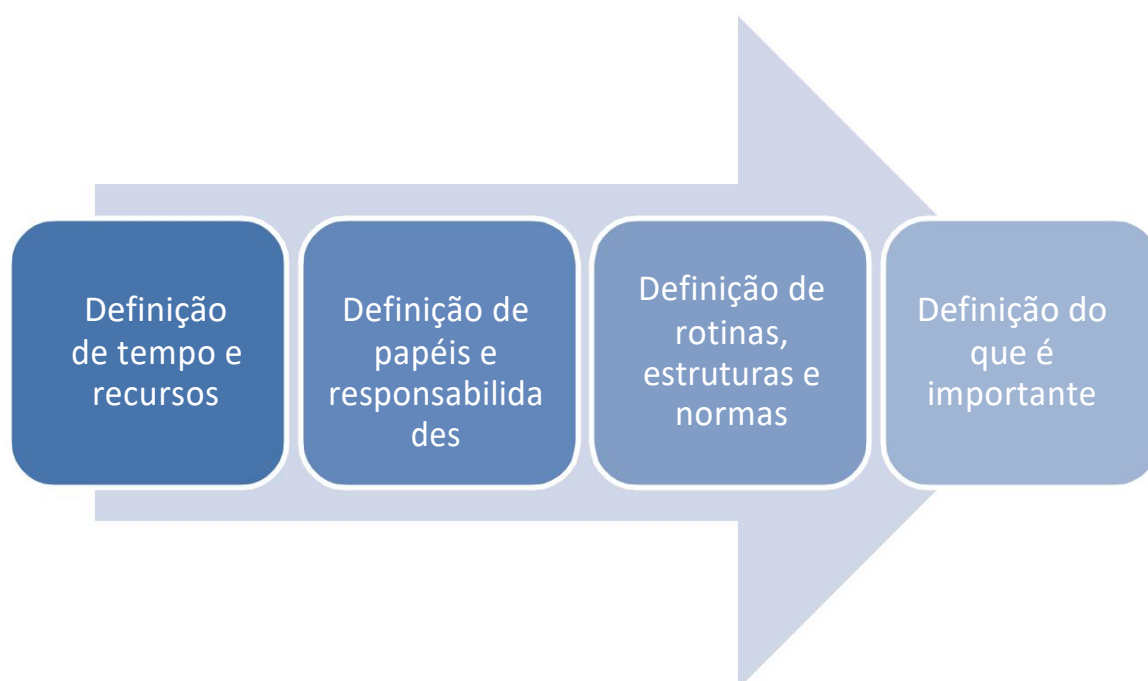 Definição
de tempo e
recursos
Definição de
papéis e
responsabilida
des
Definição de
rotinas,
estruturas e
normas
Definição do
que é
importante